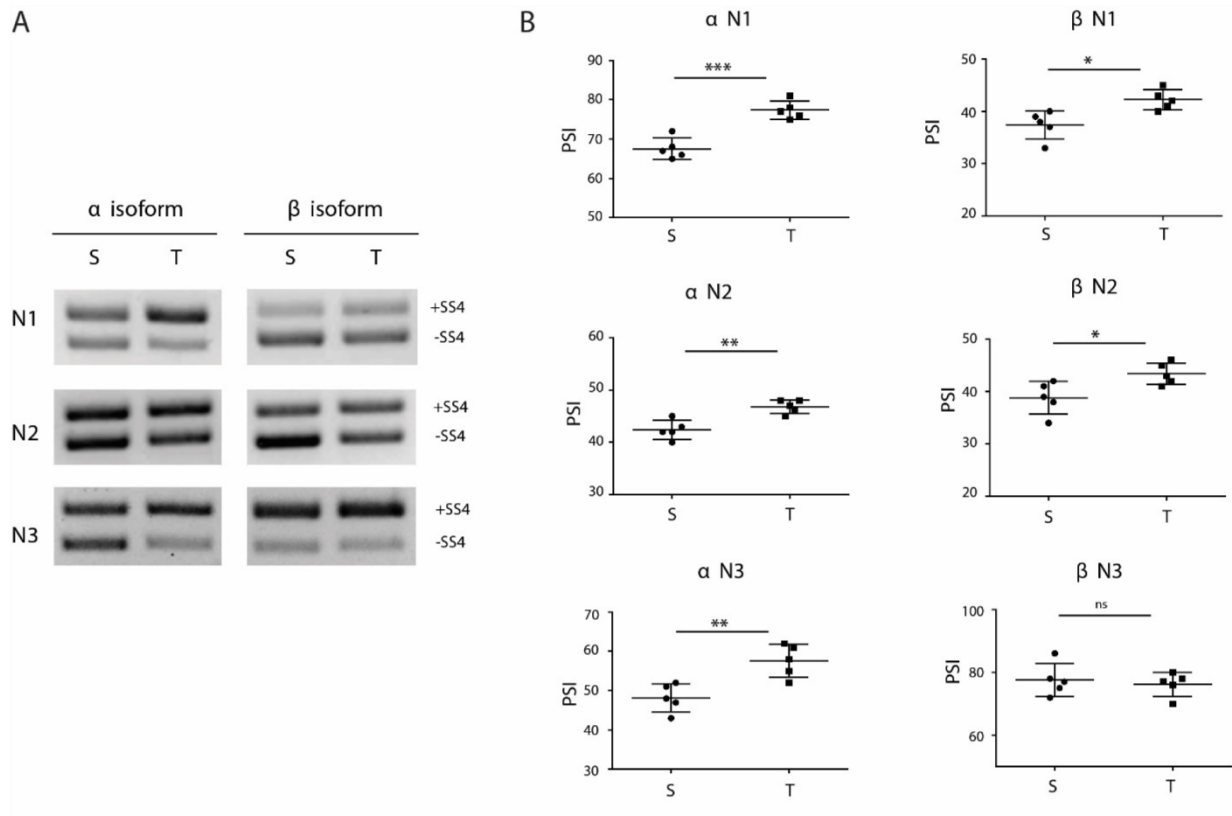 A
α isoform
β isoform
S T
S T
N1
+SS4
-SS4
N2
+SS4
-SS4
N3
+SS4
-SS4
B
α N1
***
PSI
90
80
70
60
50
S T
β N1
*
PSI
50
40
30
20
S T
α N2
**
PSI
60
50
40
30
S T
β N2
*
PSI
50
40
30
20
S T
α N3
**
PSI
70
60
50
40
30
S T
β N3
ns
PSI
100
80
60
S T